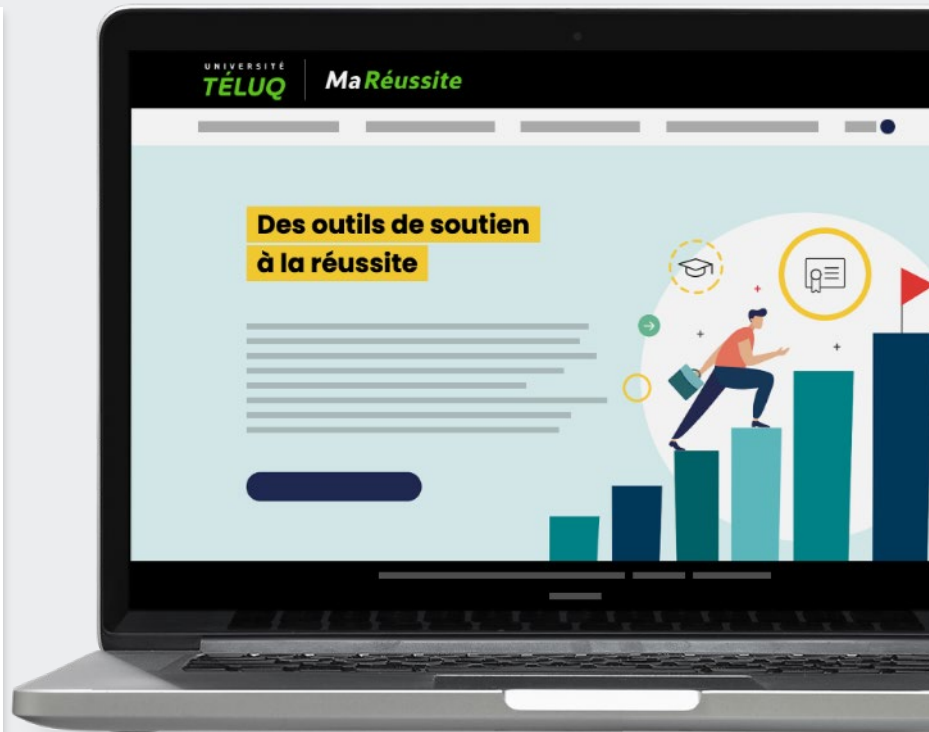 UNIVERSITÉ
TÉLUQ
MaRéussite
Des outils de soutien
à la réussite